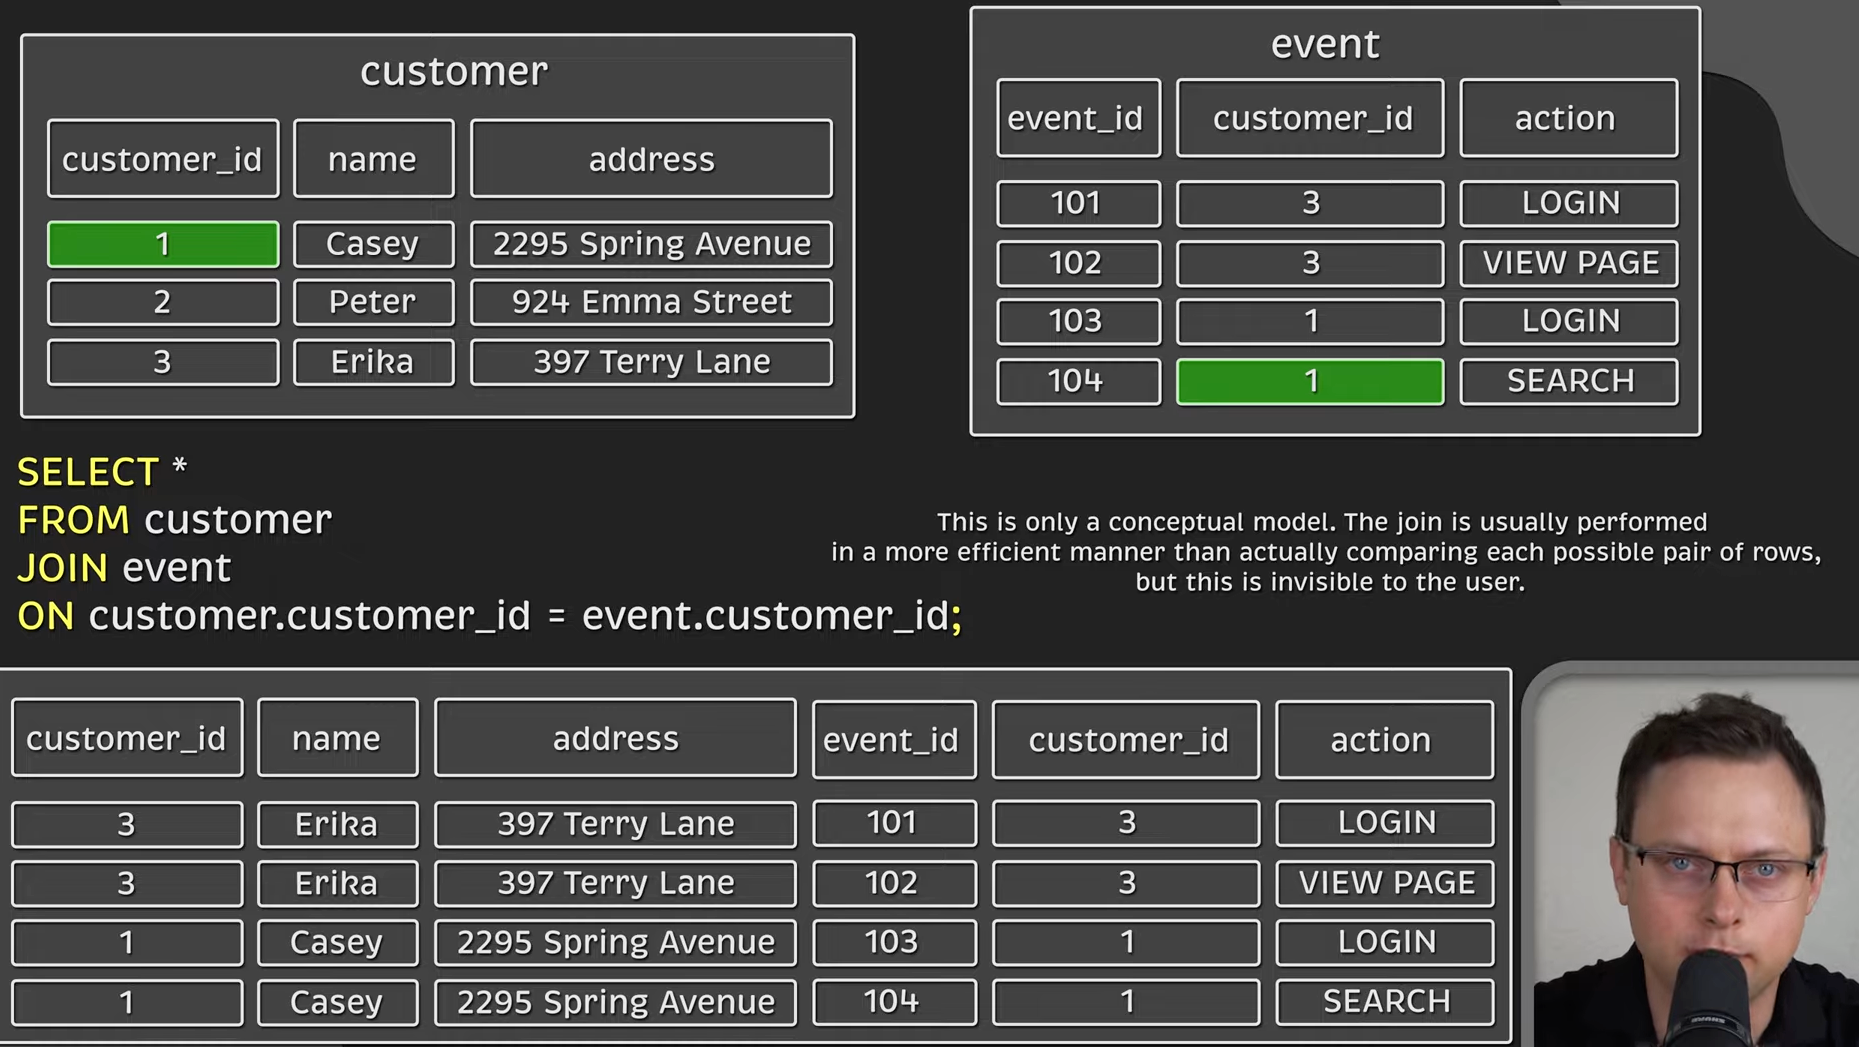 customer
customer_id name address
1 Casey 2295 Spring Avenue
2 Peter 924 Emma Street
3 Erika 397 Terry Lane
event
event_id customer_id action
101 3 LOGIN
102 3 VIEW PAGE
103 1 LOGIN
104 1 SEARCH
SELECT *
FROM customer
JOIN event
ON customer.customer_id = event.customer_id;
This is only a conceptual model. The join is usually performed
in a more efficient manner than actually comparing each possible pair of rows,
but this is invisible to the user.
customer_id name address event_id customer_id action
3 Erika 397 Terry Lane 101 3 LOGIN
3 Erika 397 Terry Lane 102 3 VIEW PAGE
1 Casey 2295 Spring Avenue 103 1 LOGIN
1 Casey 2295 Spring Avenue 104 1 SEARCH